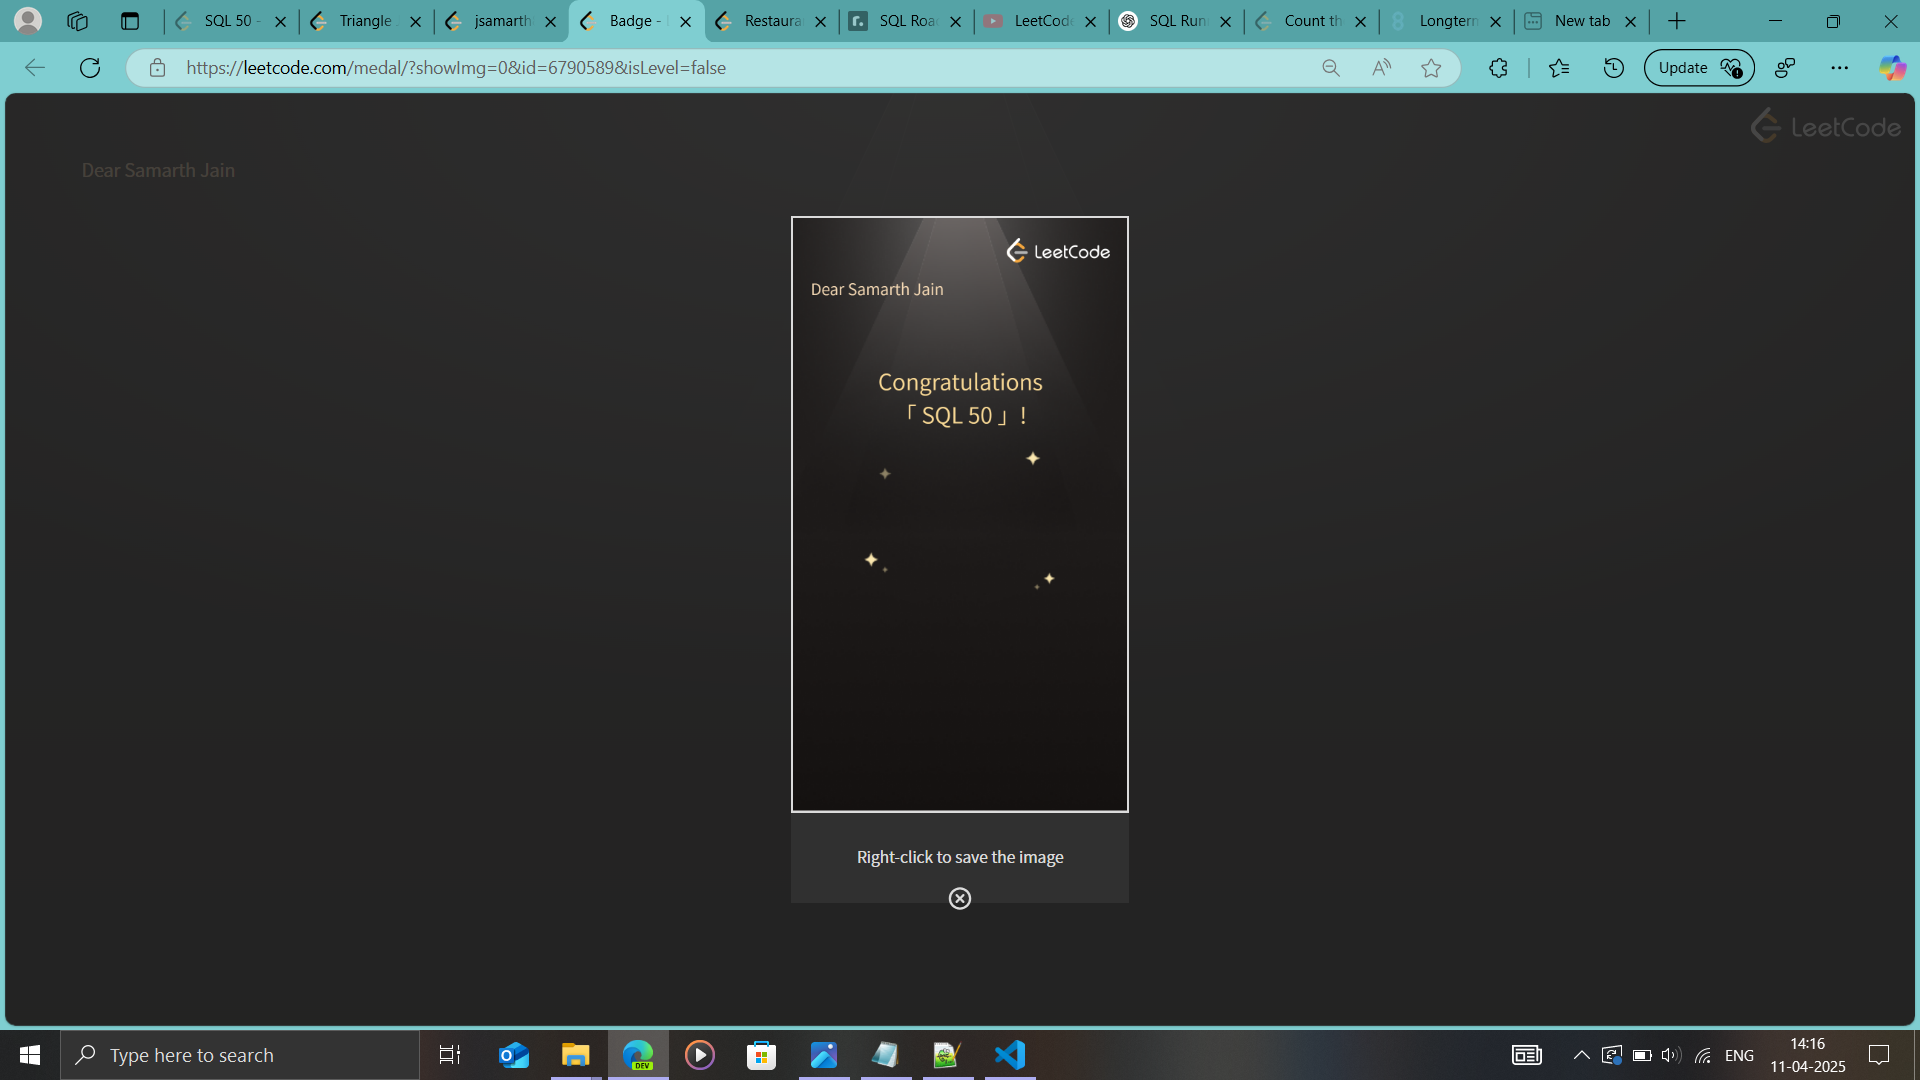 SQL 50 -
Triangle
jsamarth
Badge -
Restaura
SQL Roa
LeetCode
SQL Run
Count th
Longterm
New tab
https://leetcode.com/medal/?showImg=0&id=6790589&isLevel=false
Update
LeetCode
Dear Samarth Jain
LeetCode
Dear Samarth Jain
Congratulations
「 SQL 50 」!
Right-click to save the image
Type here to search
DEV
ENG
14:16
11-04-2025